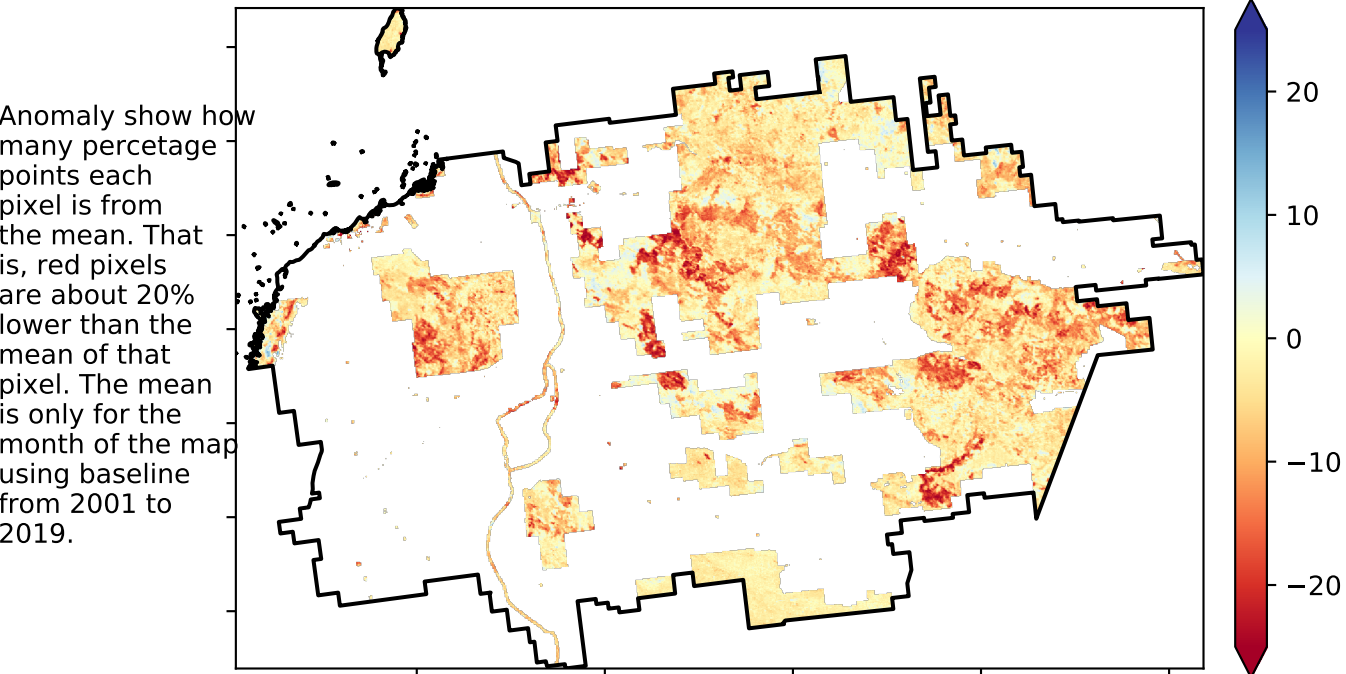 Anomaly show how
many percetage
points each
pixel is from
the mean. That
is, red pixels
are about 20%
lower than the
mean of that
pixel. The mean
is only for the
month of the map
using baseline
from 2001 to
2019.
20
10
0
−10
−20